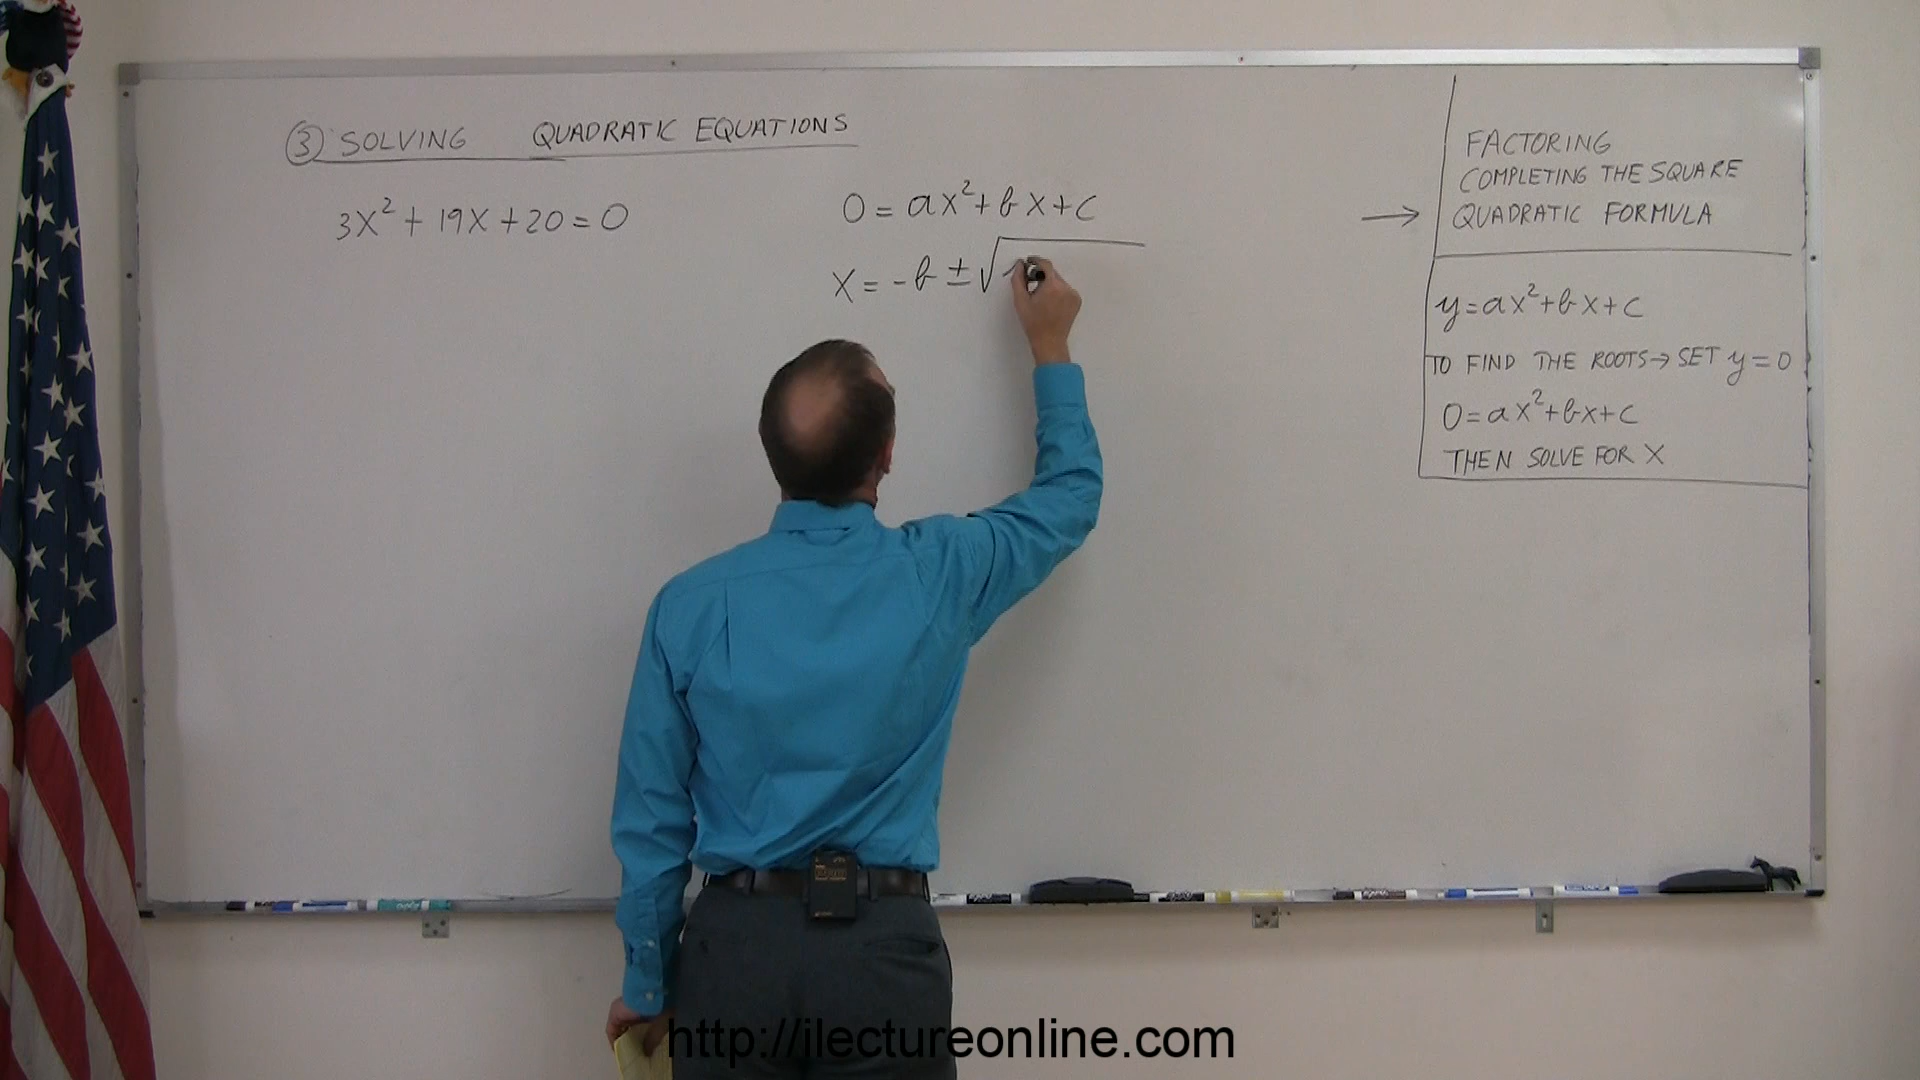 ③ SOLVING QUADRATIC EQUATIONS
3X² + 19X + 20 = 0
0 = aX² + bX + C
X = -b ± √
FACTORING
COMPLETING THE SQUARE
→ QUADRATIC FORMULA
y = aX² + bX + C
TO FIND THE ROOTS → SET y = 0
0 = aX² + bX + C
THEN SOLVE FOR X
http://ilectureonline.com